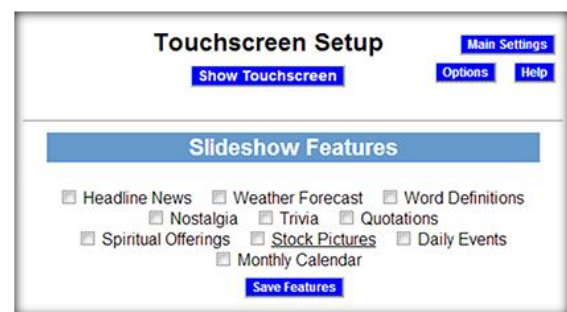 Touchscreen Setup
Main Settings
Show Touchscreen
Options Help
Slideshow Features
Headline News Weather Forecast Word Definitions
Nostalgia Trivia Quotations
Spiritual Offerings Stock Pictures Daily Events
Monthly Calendar
Save Features